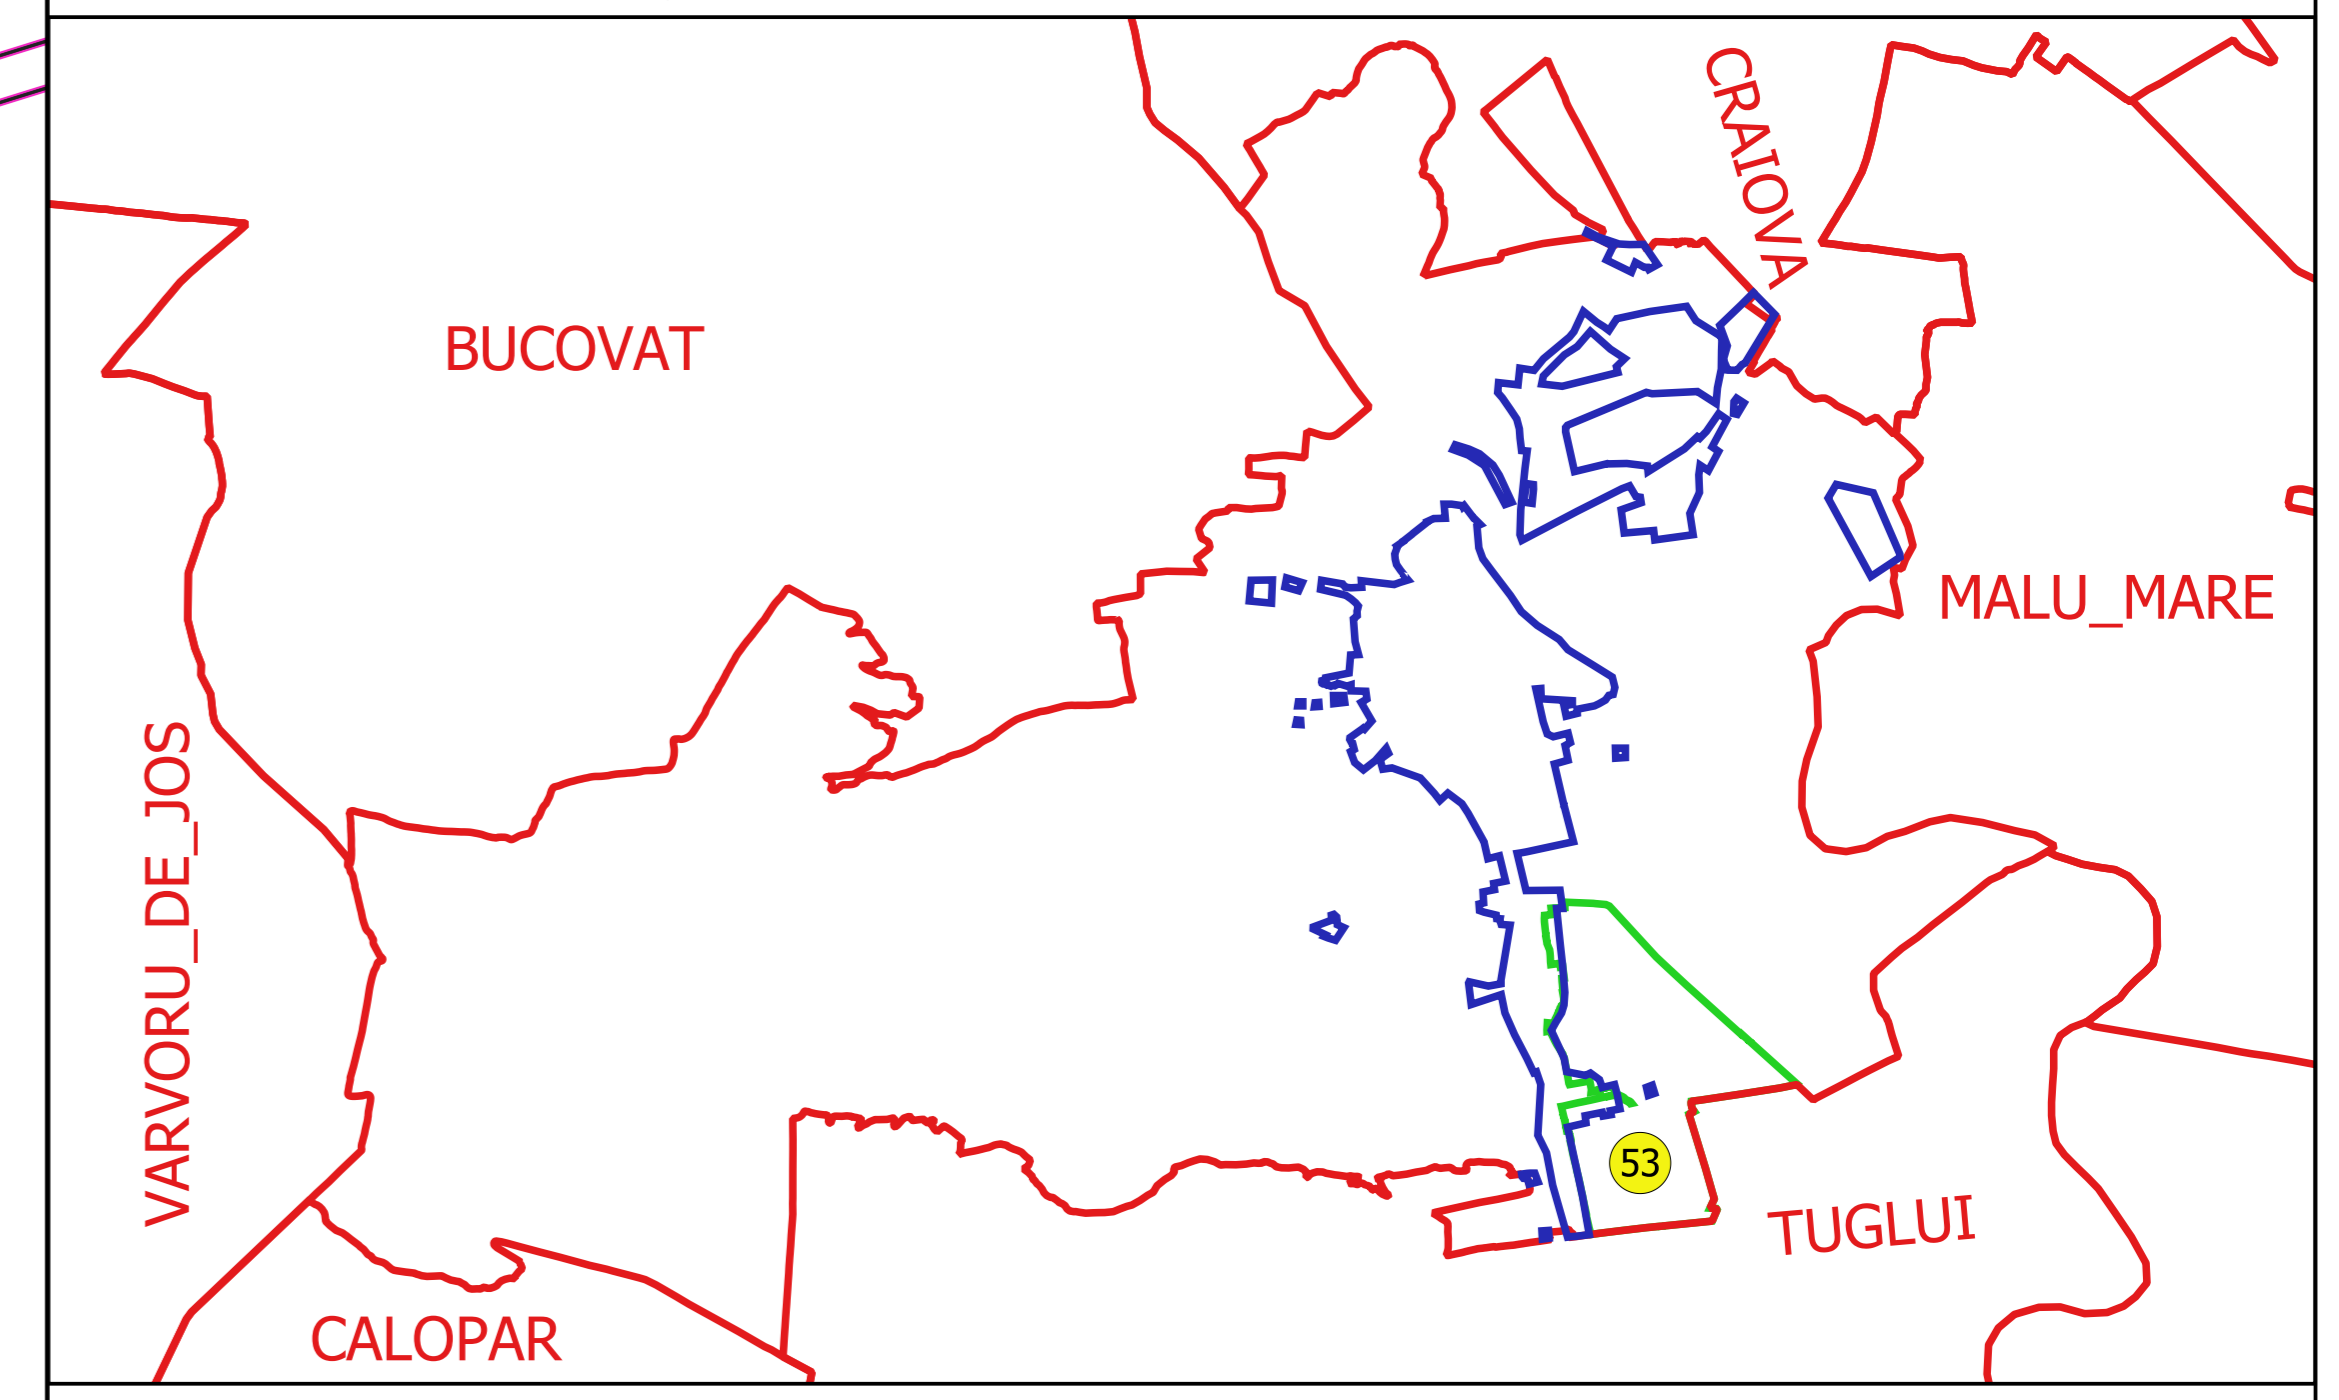 CRAIOVA
BUCOVAT
MALU_MARE
VARVORU_DE_JOS
53
TUGLUI
CALOPAR